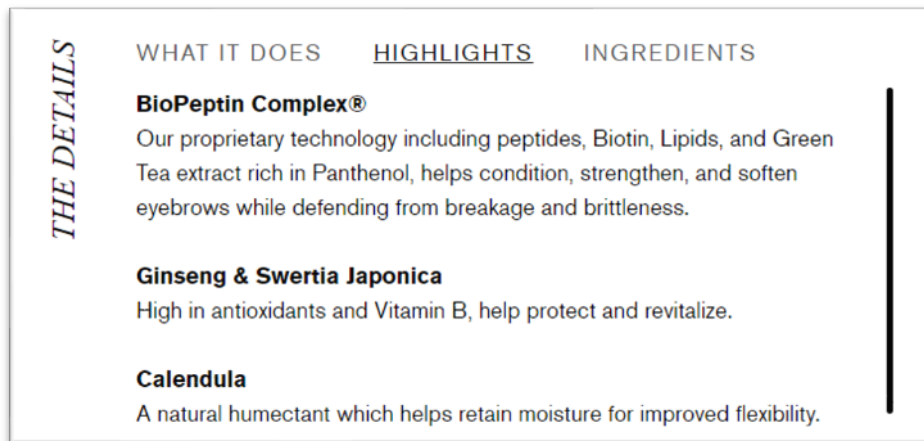 THE DETAILS
WHAT IT DOES HIGHLIGHTS INGREDIENTS
BioPeptin Complex®
Our proprietary technology including peptides, Biotin, Lipids, and Green
Tea extract rich in Panthenol, helps condition, strengthen, and soften
eyebrows while defending from breakage and brittleness.
Ginseng & Swertia Japonica
High in antioxidants and Vitamin B, help protect and revitalize.
Calendula
A natural humectant which helps retain moisture for improved flexibility.